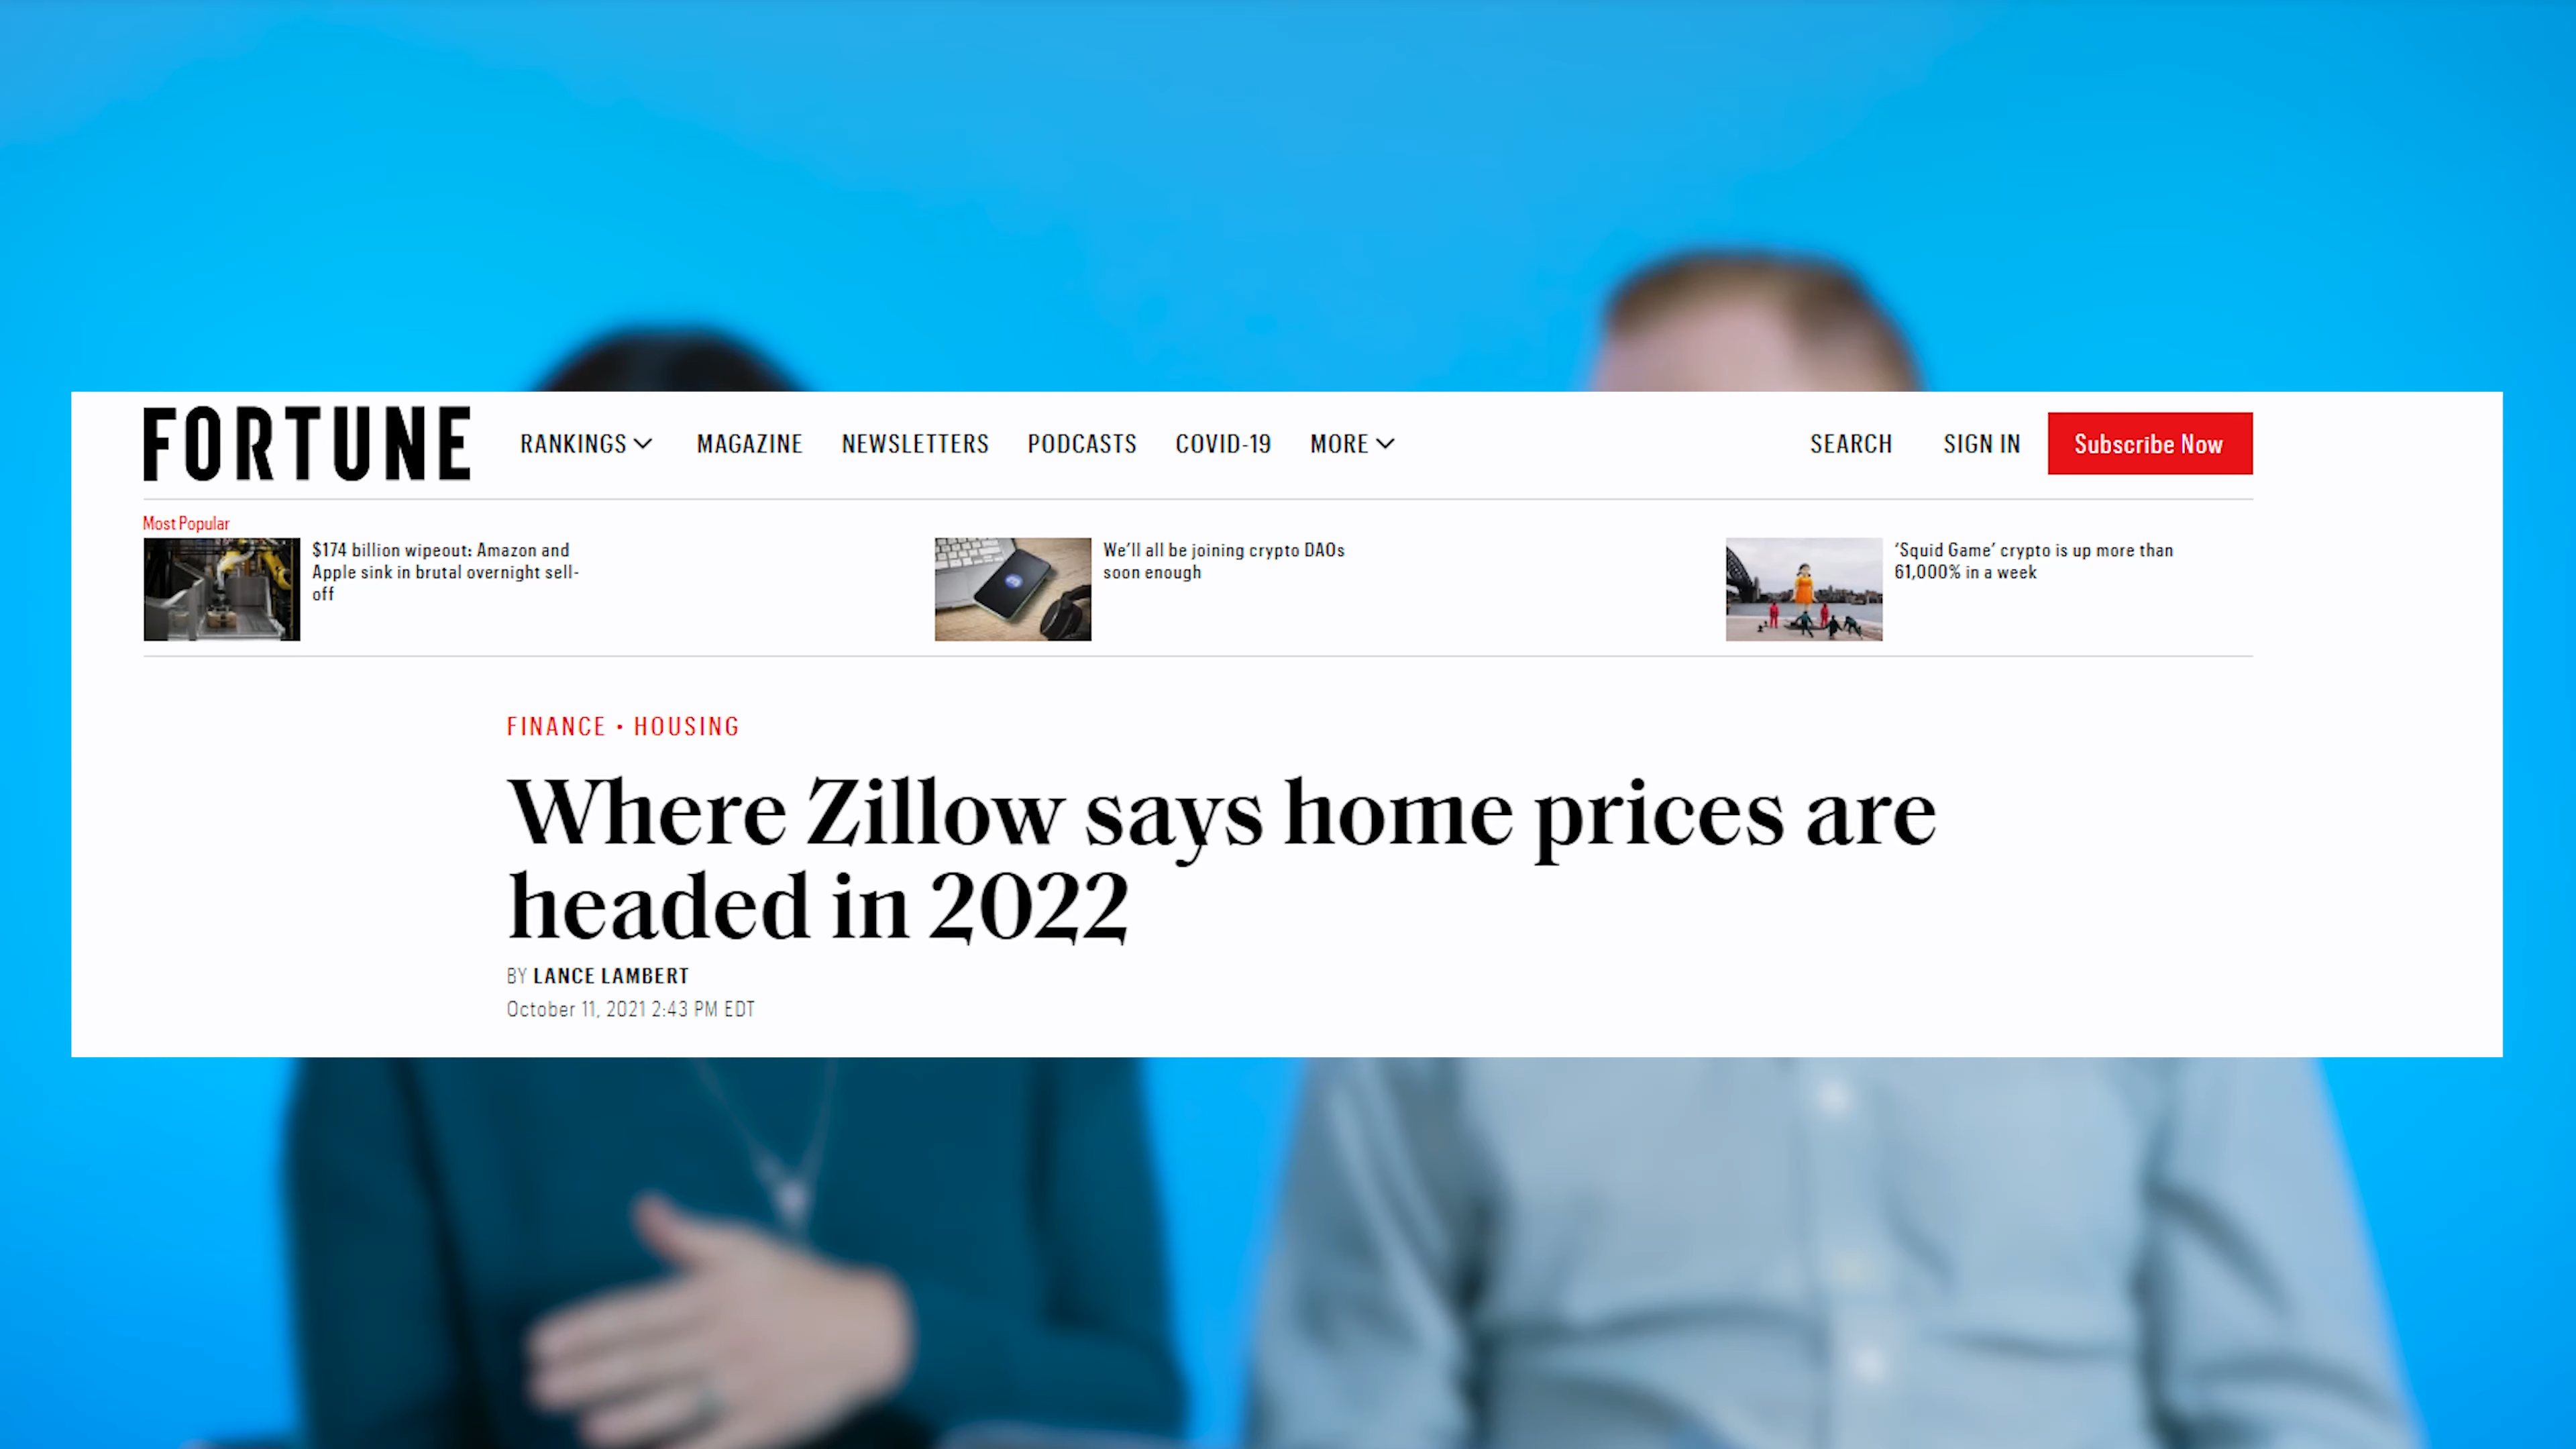 FORTUNE RANKINGS MAGAZINE NEWSLETTERS PODCASTS COVID-19 MORE SEARCH SIGN IN Subscribe Now
Most Popular
$174 billion wipeout: Amazon and
Apple sink in brutal overnight sell-
off
We'll all be joining crypto DAOs
soon enough
‘Squid Game’ crypto is up more than
61,000% in a week
FINANCE • HOUSING
Where Zillow says home prices are
headed in 2022
BY LANCE LAMBERT
October 11, 2021 2:43 PM EDT